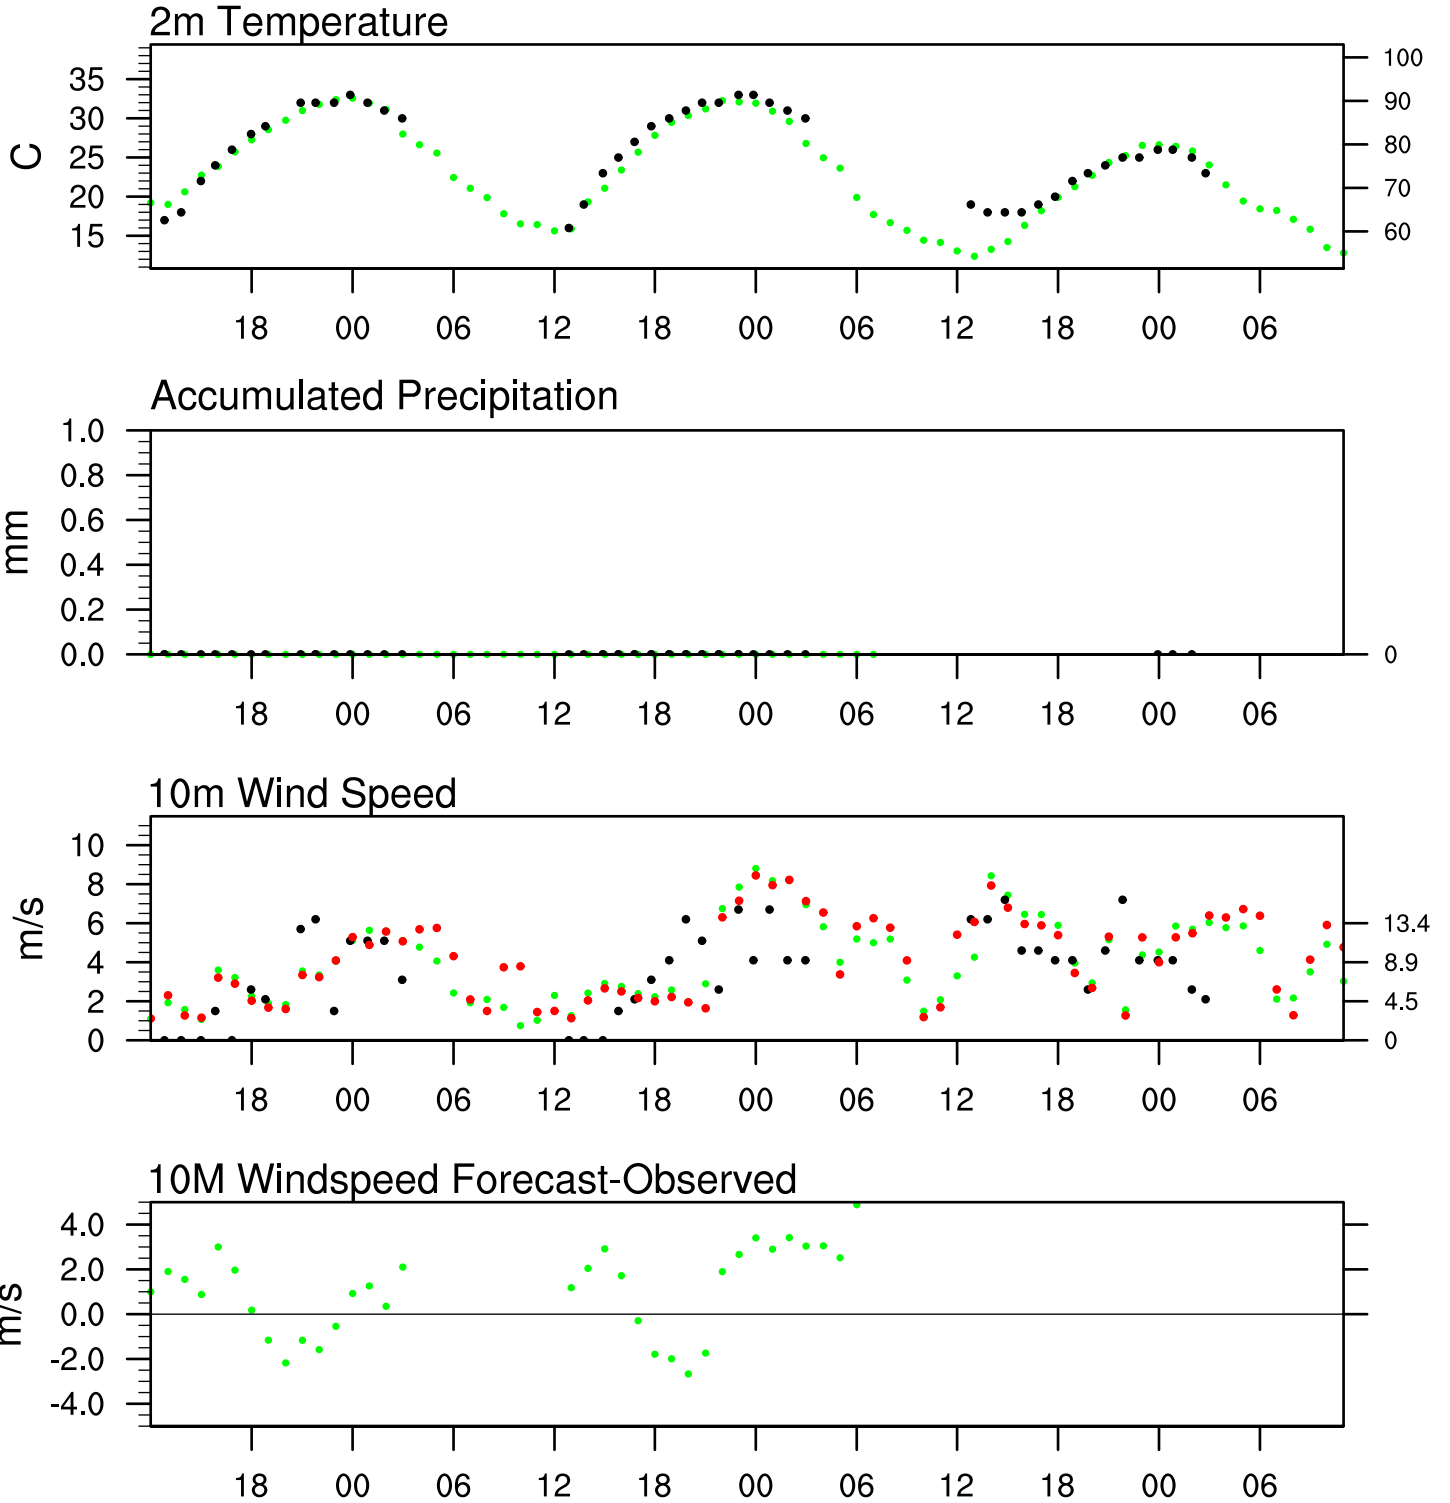 2m Temperature
35
30
25
20
15
C
100
90
80
70
60
18 00 06 12 18 00 06 12 18 00 06
Accumulated Precipitation
1.0
0.8
0.6
0.4
0.2
0.0
mm
0
18 00 06 12 18 00 06 12 18 00 06
10m Wind Speed
10
8
6
4
2
0
m/s
13.4
8.9
4.5
0
18 00 06 12 18 00 06 12 18 00 06
10M Windspeed Forecast-Observed
4.0
2.0
0.0
-2.0
-4.0
m/s
18 00 06 12 18 00 06 12 18 00 06